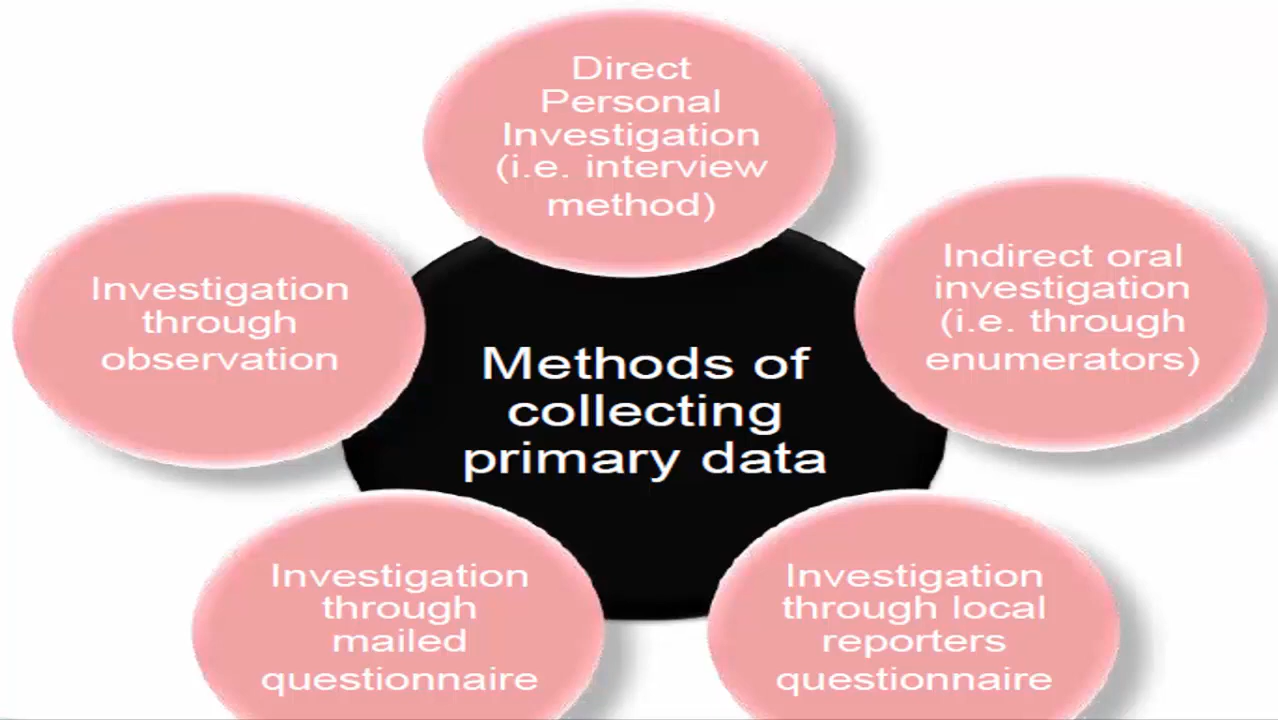 Direct
Personal
Investigation
(i.e. interview
method)
Indirect oral
investigation
(i.e. through
enumerators)
Investigation
through local
reporters
questionnaire
Investigation
through
mailed
questionnaire
Investigation
through
observation
Methods of
collecting
primary data